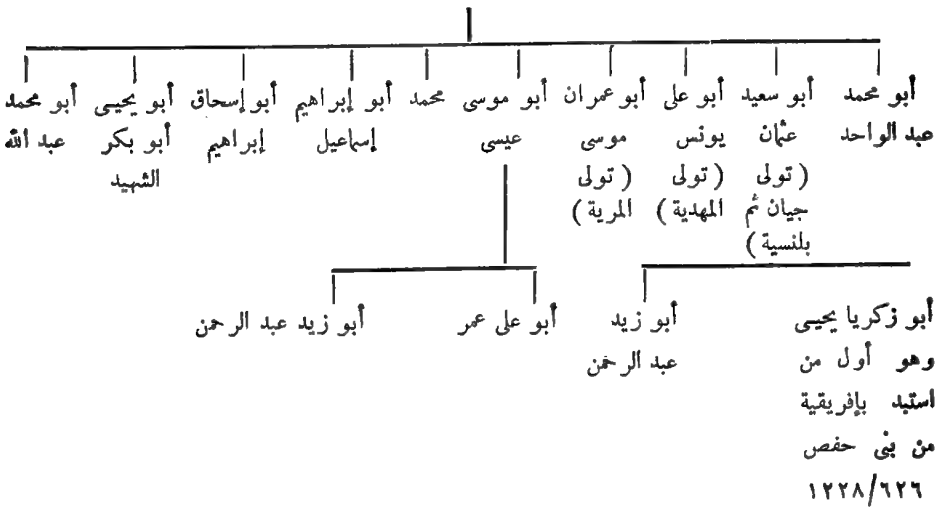 أبو محمد أبو سعيد أبو على أبو عمران أبو موسى محمد أبو إبراهيم أبو إسحاق أبو يحيى أبو محمد
عبد الواحد عثمان يونس موسى عيسى إسماعيل إبراهيم أبو بكر عبد الله
( تولى ( تولى ( تولى الشهيد
جيان ثم المهدية ) المرية )
بلنسية )
أبو زكريا يحيى أبو زيد أبو على عمر أبو زيد عبد الرحمن
وهو أول من عبد الرحمن
استبد بإفريقية
من بنى حفص
١٢٢٨/٦٢٦